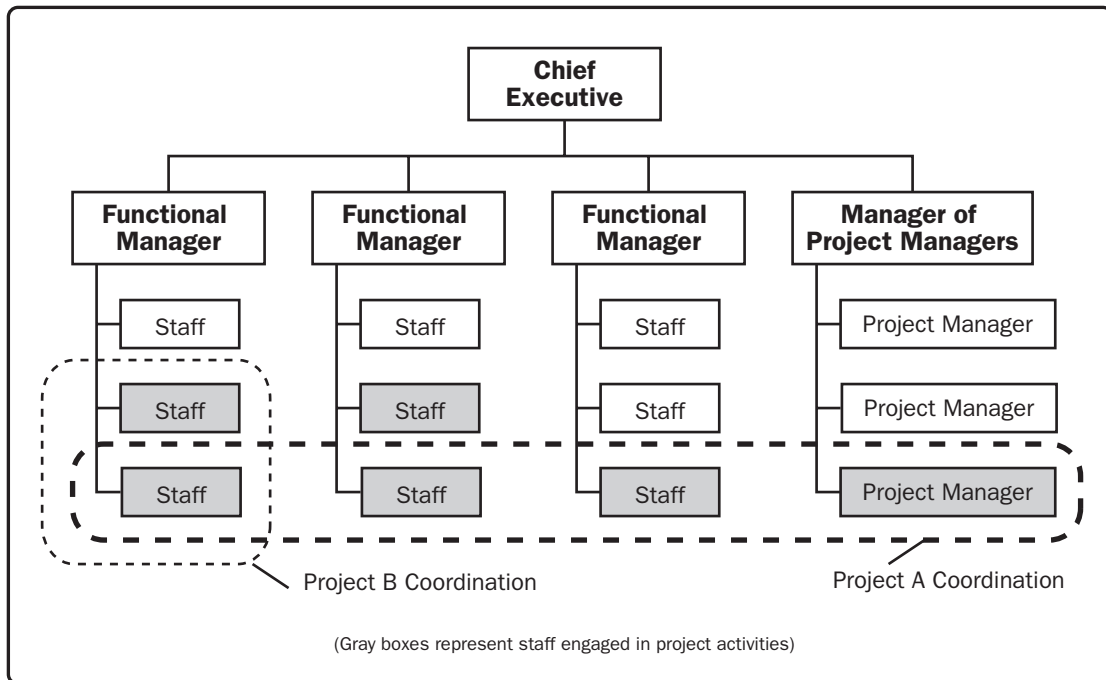 Chief
Executive
Functional
Manager
Functional
Manager
Functional
Manager
Manager of
Project Managers
Staff
Staff
Staff
Project Manager
Staff
Staff
Staff
Project Manager
Staff
Staff
Staff
Project Manager
Project B Coordination
Project A Coordination
(Gray boxes represent staff engaged in project activities)